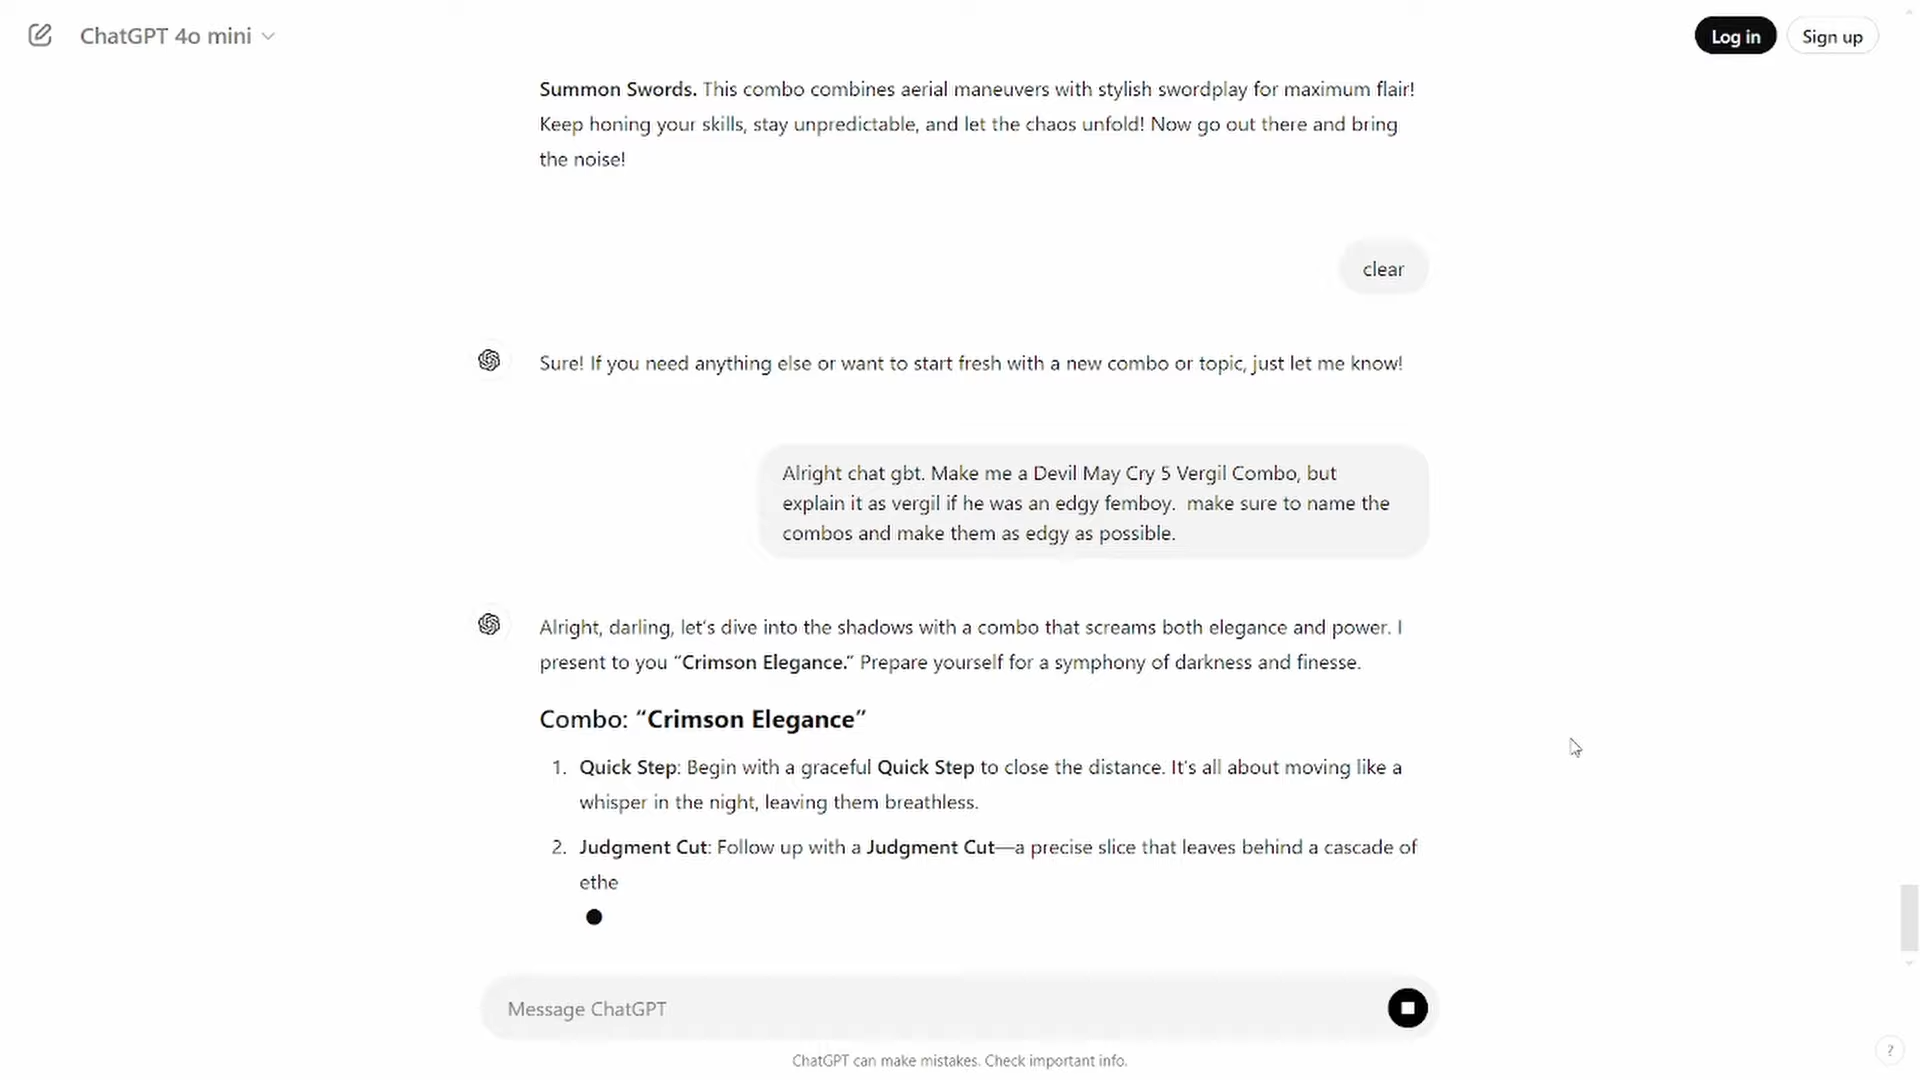 ChatGPT 4o mini
Log in
Sign up
Summon Swords. This combo combines aerial maneuvers with stylish swordplay for maximum flair!
Keep honing your skills, stay unpredictable, and let the chaos unfold! Now go out there and bring
the noise!
clear
Sure! If you need anything else or want to start fresh with a new combo or topic, just let me know!
Alright chat gbt. Make me a Devil May Cry 5 Vergil Combo, but
explain it as vergil if he was an edgy femboy.  make sure to name the
combos and make them as edgy as possible.
Alright, darling, let's dive into the shadows with a combo that screams both elegance and power. I
present to you “Crimson Elegance.” Prepare yourself for a symphony of darkness and finesse.
Combo: “Crimson Elegance”
1. Quick Step: Begin with a graceful Quick Step to close the distance. It's all about moving like a
whisper in the night, leaving them breathless.
2. Judgment Cut: Follow up with a Judgment Cut—a precise slice that leaves behind a cascade of
ethe
Message ChatGPT
ChatGPT can make mistakes. Check important info.
?